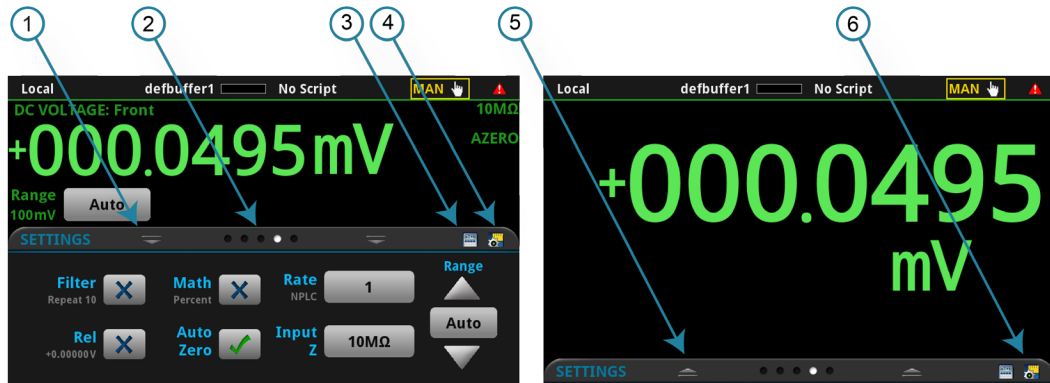 1 2 3 4 5 6
Local defbuffer1 No Script MAN
DC VOLTAGE: Front 10MΩ
+000.0495 mV
AZERO
Range
100mV
Auto
SETTINGS
Filter
Repeat 10
Math
Percent
Rate
NPLC
1
Range
Rel
+0.00000V
Auto
Zero
Input
Z
10MΩ
Auto
Local defbuffer1 No Script MAN
+000.0495
mV
SETTINGS